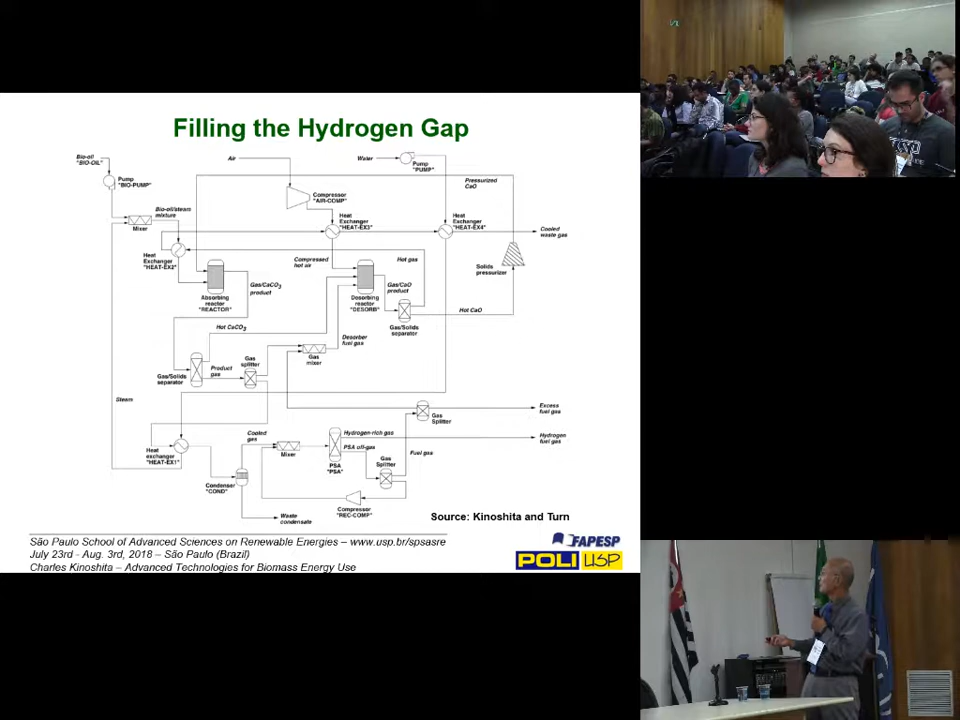 Filling the Hydrogen Gap
Bio-oil
"BIO-OIL"
Pump
"BIO-PUMP"
Air
Water
Pump
"PUMP"
Pressurized
CaO
Compressor
"AIR-COMP"
Bio-oil/steam
mixture
Mixer
Heat
Exchanger
"HEAT-EX3"
Heat
Exchanger
"HEAT-EX4"
Cooled
waste gas
Heat
Exchanger
"HEAT-EX2"
Compressed
hot air
Hot gas
Solids
pressurizer
Gas/CaCO3
product
Gas/CaO
product
Absorbing
reactor
"REACTOR"
Desorbing
reactor
"DESORB"
Hot CaO
Gas/Solids
separator
Hot CaCO3
Desorber
fuel gas
Gas
mixer
Gas
splitter
Product
gas
Gas/Solids
separator
Steam
Excess
fuel gas
Gas
Splitter
Cooled
gas
Hydrogen-rich gas
Hydrogen
fuel gas
Mixer
PSA off-gas
Fuel gas
Heat
exchanger
"HEAT-EX1"
PSA
"PSA"
Gas
Splitter
Condenser
"COND"
Compressor
"REC-COMP"
Waste
condensate
Source: Kinoshita and Turn
São Paulo School of Advanced Sciences on Renewable Energies – www.usp.br/spsasre
July 23rd - Aug. 3rd, 2018 – São Paulo (Brazil)
Charles Kinoshita – Advanced Technologies for Biomass Energy Use
FAPESP
POLI USP